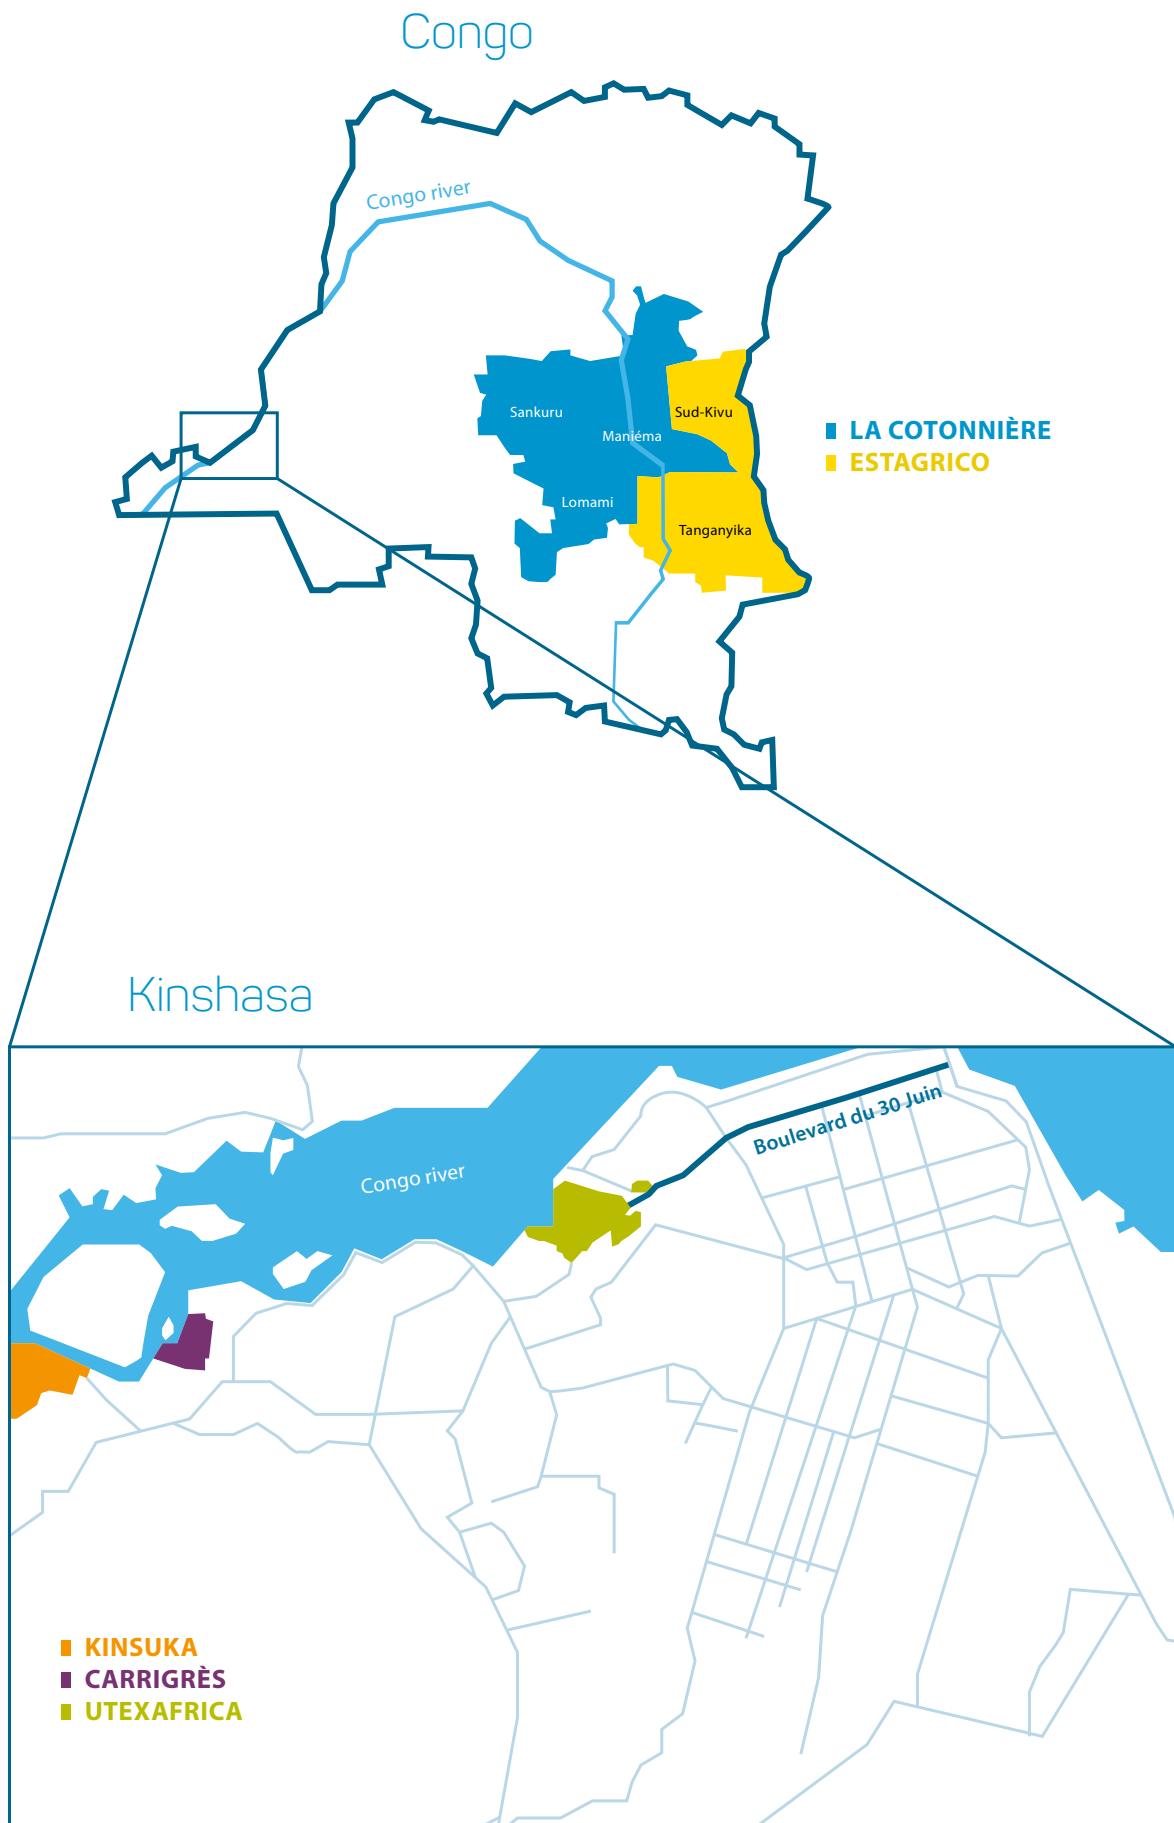 Congo
Congo river
Sankuru
Sud-Kivu
Maniéma
LA COTONNIÈRE
ESTAGRICO
Lomami
Tanganyika
Kinshasa
Boulevard du 30 Juin
Congo river
KINSUKA
CARRIGRÈS
UTEXAFRICA